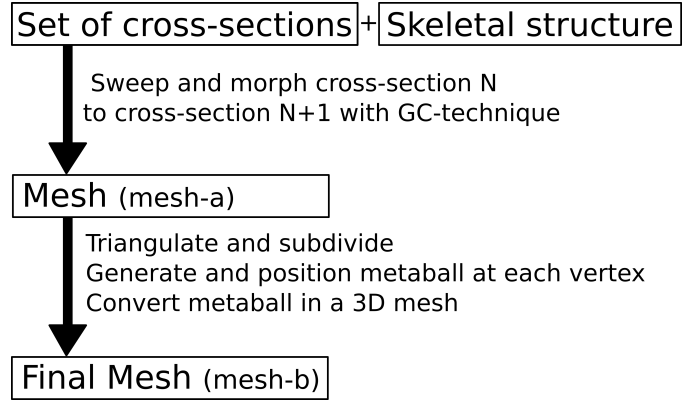 Set of cross-sections + Skeletal structure
Sweep and morph cross-section N
to cross-section N+1 with GC-technique
Mesh (mesh-a)
Triangulate and subdivide
Generate and position metaball at each vertex
Convert metaball in a 3D mesh
Final Mesh (mesh-b)